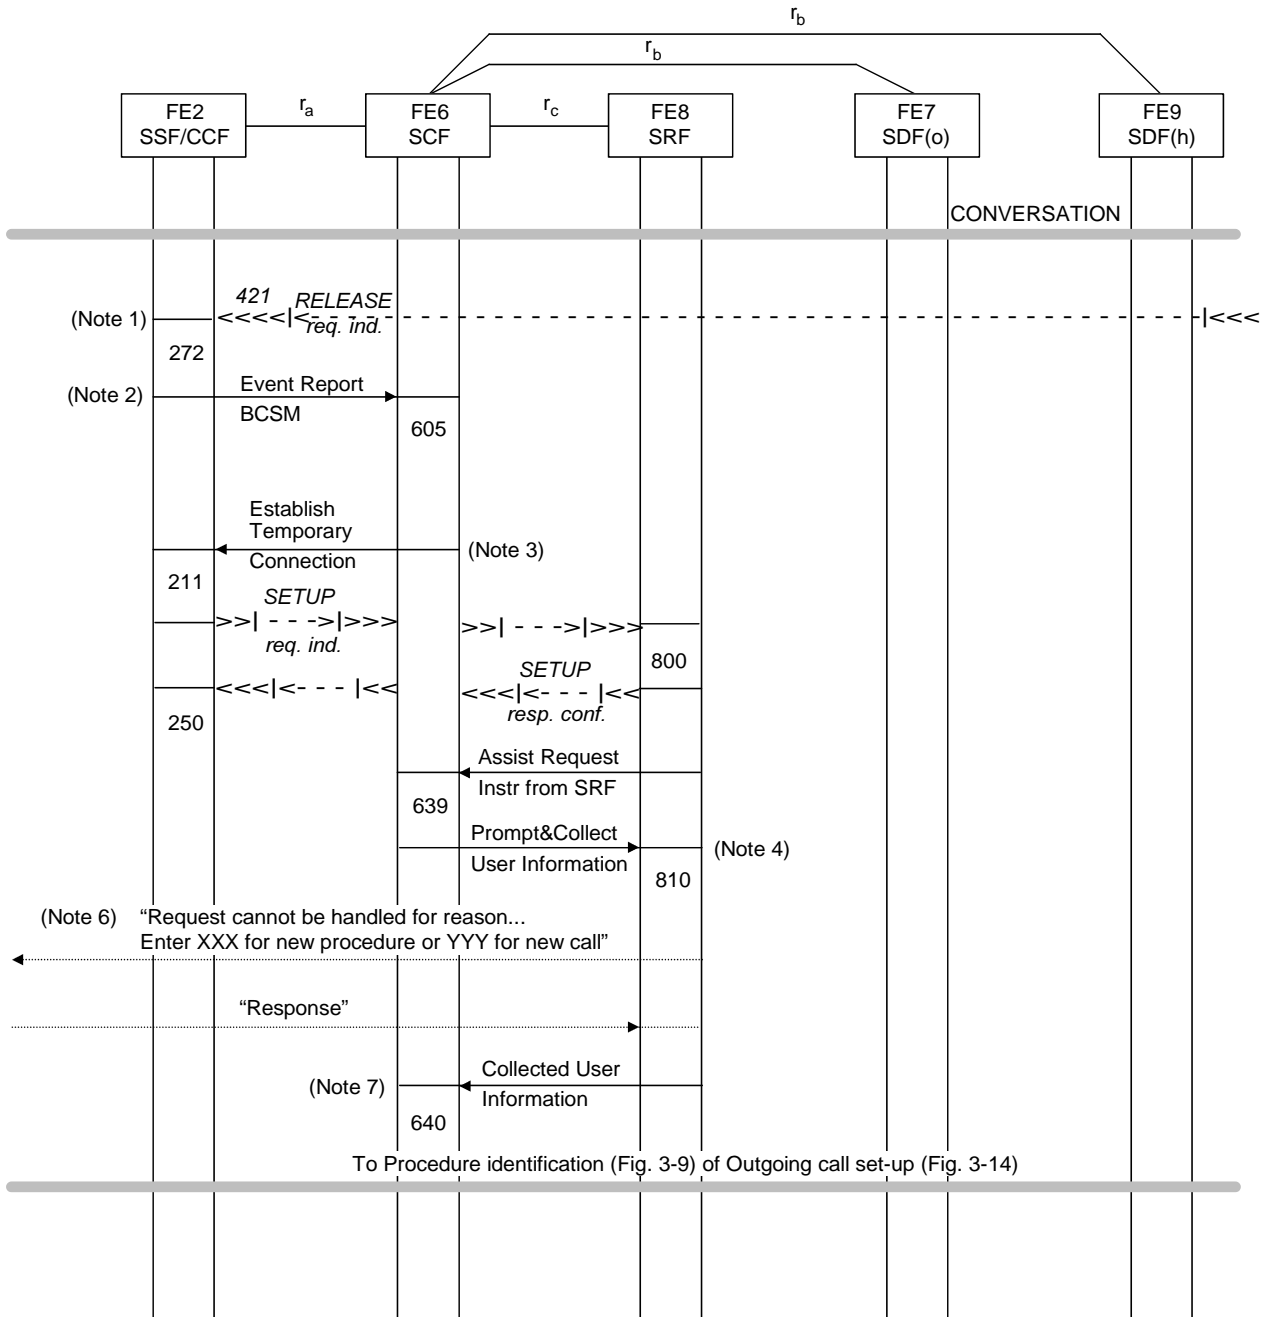 rb
rb
FE2
SSF/CCF
ra
FE6
SCF
rc
FE8
SRF
FE7
SDF(o)
FE9
SDF(h)
CONVERSATION
421
RELEASE
(Note 1)
<<<<|<- - - - |<<<
req. ind.
272
(Note 2)
Event Report
BCSM
605
Establish
Temporary
(Note 3)
Connection
211
SETUP
>>| - - ->|>>>
>>| - - ->|>>>
req. ind.
800
SETUP
<<<|<- - - |<<
<<<|<- - - |<<
resp. conf.
250
Assist Request
Instr from SRF
639
Prompt&Collect
(Note 4)
User Information
810
(Note 6) “Request cannot be handled for reason...
Enter XXX for new procedure or YYY for new call”
“Response”
Collected User
(Note 7)
Information
640
To Procedure identification (Fig. 3-9) of Outgoing call set-up (Fig. 3-14)